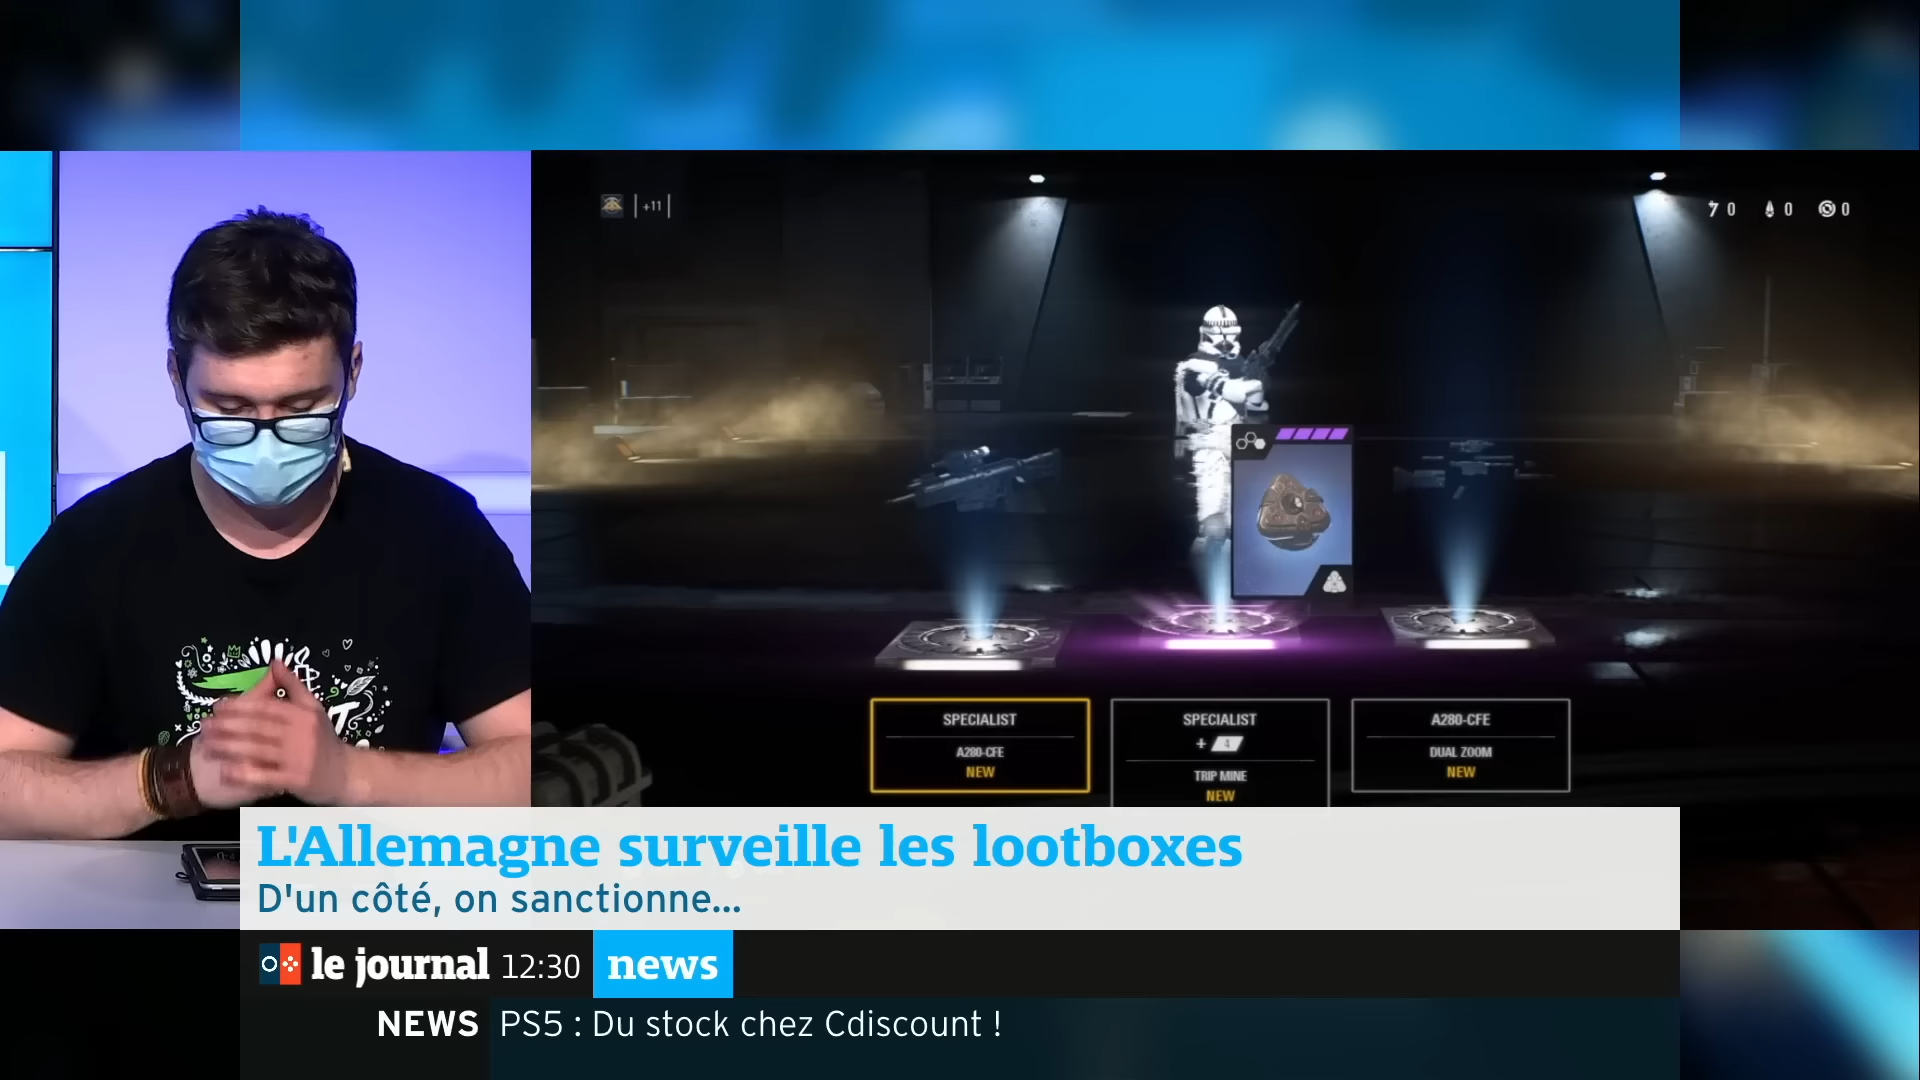 +11
7 0 0 0
SPECIALIST
A280-CFE
NEW
SPECIALIST
+ 4
TRIP MINE
NEW
A280-CFE
DUAL ZOOM
NEW
L'Allemagne surveille les lootboxes
D'un côté, on sanctionne...
le journal 12:30 news
NEWS PS5 : Du stock chez Cdiscount !